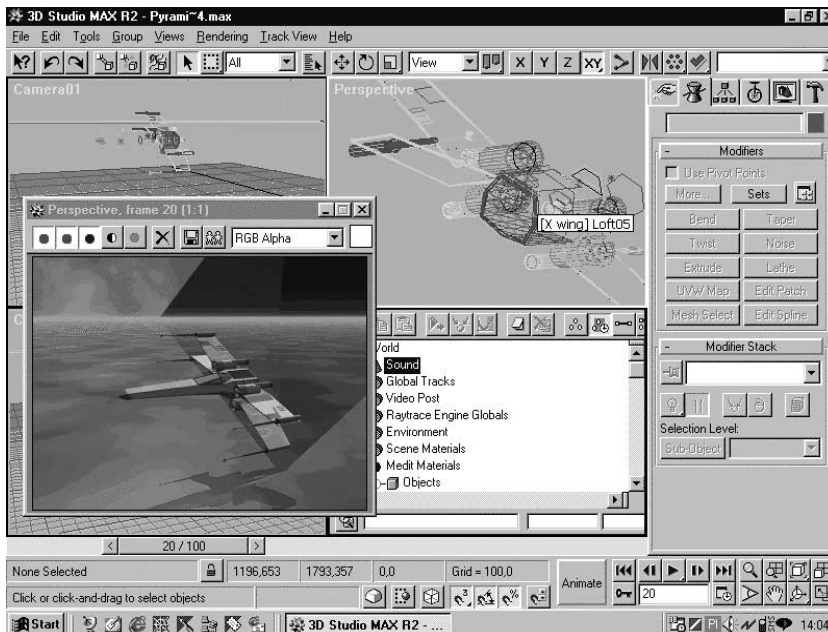 3D Studio MAX R2 - Pyrami~4.max
File Edit Tools Group Views Rendering Track View Help
All
View
X Y Z XY
Camera01
Perspective
[X wing] Loft05
Perspective, frame 20 (1:1)
RGB Alpha
World
Sound
Global Tracks
Video Post
Raytrace Engine Globals
Environment
Scene Materials
Medit Materials
Objects
Modifiers
Use Pivot Points
More... Sets
Bend Taper
Twist Noise
Extrude Lathe
UVW Map Edit Patch
Mesh Select Edit Spline
Modifier Stack
Selection Level:
Sub-Object
20 / 100
None Selected 1196,653 1793,357 0,0 Grid = 100,0
Animate
20
Click or click-and-drag to select objects
Start 3D Studio MAX R2 - ... Pl 14:04